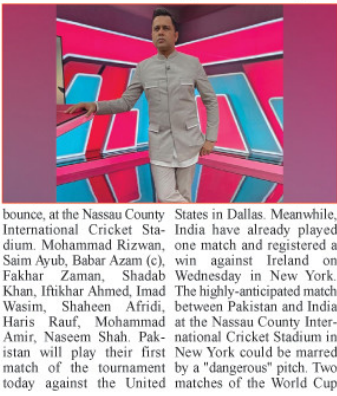 bounce, at the Nassau County
International Cricket Sta-
dium. Mohammad Rizwan,
Saim Ayub, Babar Azam (c),
Fakhar Zaman, Shadab
Khan, Iftikhar Ahmed, Imad
Wasim, Shaheen Afridi,
Haris Rauf, Mohammad
Amir, Naseem Shah. Pak-
istan will play their first
match of the tournament
today against the United
States in Dallas. Meanwhile,
India have already played
one match and registered a
win against Ireland on
Wednesday in New York.
The highly-anticipated match
between Pakistan and India
at the Nassau County Inter-
national Cricket Stadium in
New York could be marred
by a "dangerous" pitch. Two
matches of the World Cup